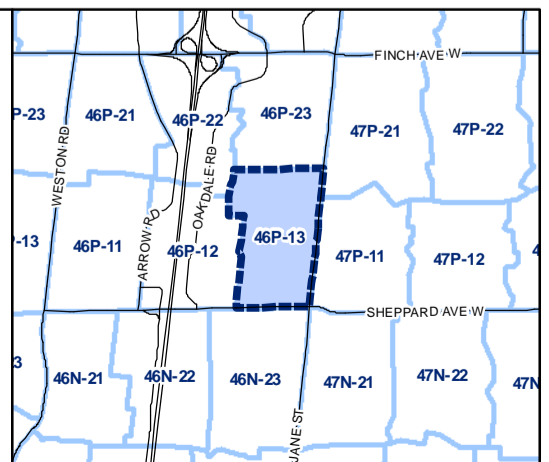 FINCH AVE W
P-23
46P-21
46P-22
46P-23
47P-21
47P-22
WESTON RD
OAKDALE RD
ARROW RD
-13
46P-11
46P-12
46P-13
47P-11
47P-12
4
SHEPPARD AVE W
3
46N-21
46N-22
46N-23
47N-21
47N-22
47N
JANE ST